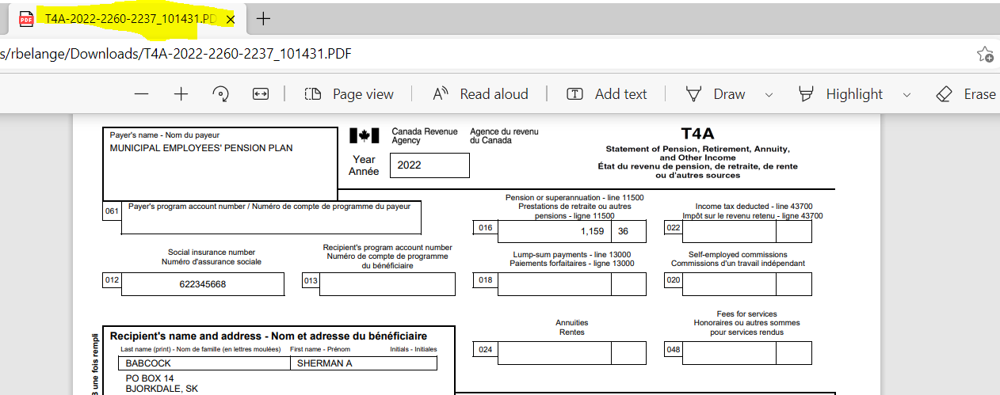 T4A-2022-2260-2237_101431.PD
s/rbelange/Downloads/T4A-2022-2260-2237_101431.PDF
Page view
Read aloud
Add text
Draw
Highlight
Erase
Payer's name - Nom du payeur
MUNICIPAL EMPLOYEES' PENSION PLAN
Canada Revenue
Agency
Agence du revenu
du Canada
Year
Année
2022
T4A
Statement of Pension, Retirement, Annuity,
and Other Income
État du revenu de pension, de retraite, de rente
ou d'autres sources
061
Payer's program account number / Numéro de compte de programme du payeur
Pension or superannuation - line 11500
Prestations de retraite ou autres
pensions - ligne 11500
016
1,159 36
Income tax deducted - line 43700
Impôt sur le revenu retenu - ligne 43700
022
Social insurance number
Numéro d'assurance sociale
012
622345668
Recipient's program account number
Numéro de compte de programme
du bénéficiaire
013
Lump-sum payments - line 13000
Paiements forfaitaires - ligne 13000
018
Self-employed commissions
Commissions d'un travail indépendant
020
Annuities
Rentes
024
Fees for services
Honoraires ou autres sommes
pour services rendus
048
Recipient's name and address - Nom et adresse du bénéficiaire
Last name (print) - Nom de famille (en lettres moulées) First name - Prénom Initials - Initiales
BABCOCK SHERMAN A
PO BOX 14
BJORKDALE, SK
une fois rempli